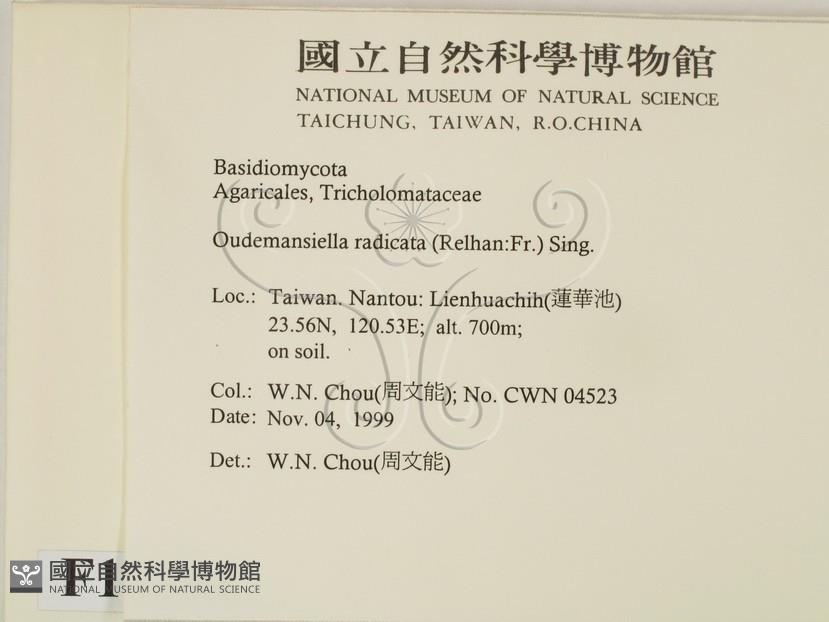 國立自然科學博物館
NATIONAL MUSEUM OF NATURAL SCIENCE
TAICHUNG, TAIWAN, R.O.CHINA
Basidiomycota
Agaricales, Tricholomataceae
Oudemansiella radicata (Relhan:Fr.) Sing.
Loc.: Taiwan. Nantou: Lienhuachih(蓮華池)
23.56N, 120.53E; alt. 700m;
on soil.
Col.: W.N. Chou(周文能); No. CWN 04523
Date: Nov. 04, 1999
Det.: W.N. Chou(周文能)
F1
國立自然科學博物館
NATIONAL MUSEUM OF NATURAL SCIENCE